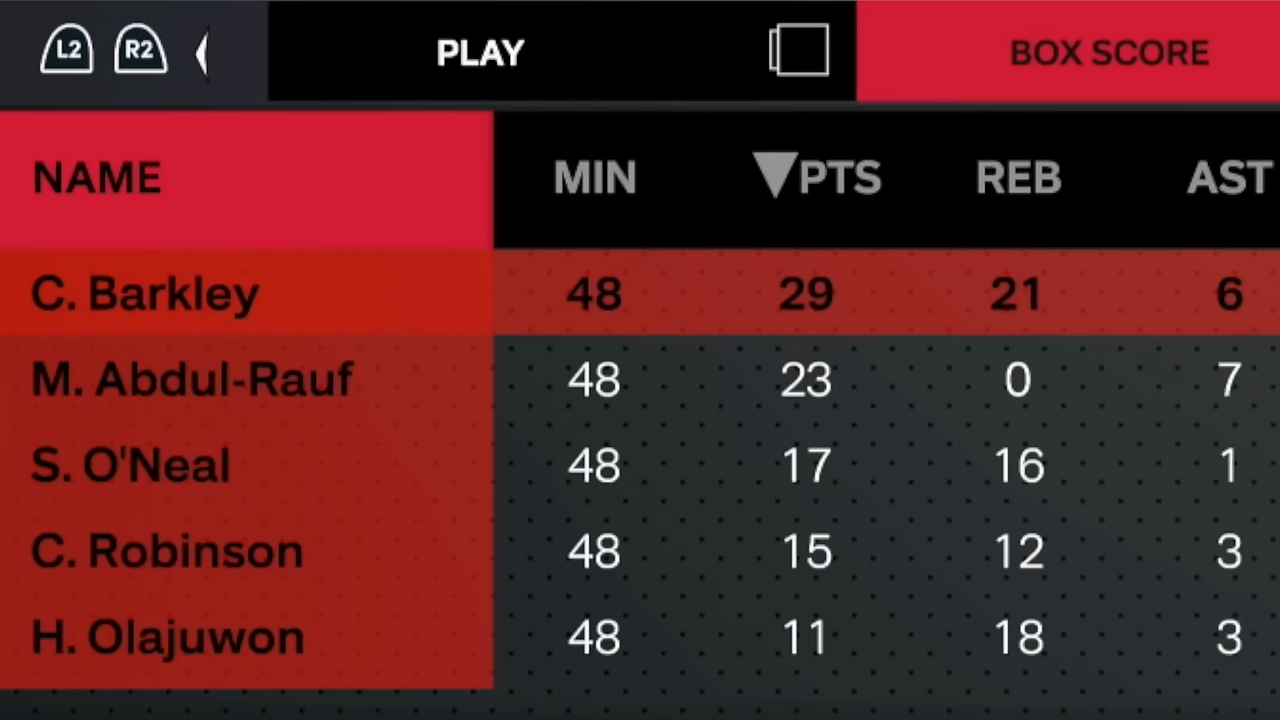 L2 R2 PLAY BOX SCORE
NAME MIN ▼PTS REB AST
C. Barkley 48 29 21 6
M. Abdul-Rauf 48 23 0 7
S. O'Neal 48 17 16 1
C. Robinson 48 15 12 3
H. Olajuwon 48 11 18 3